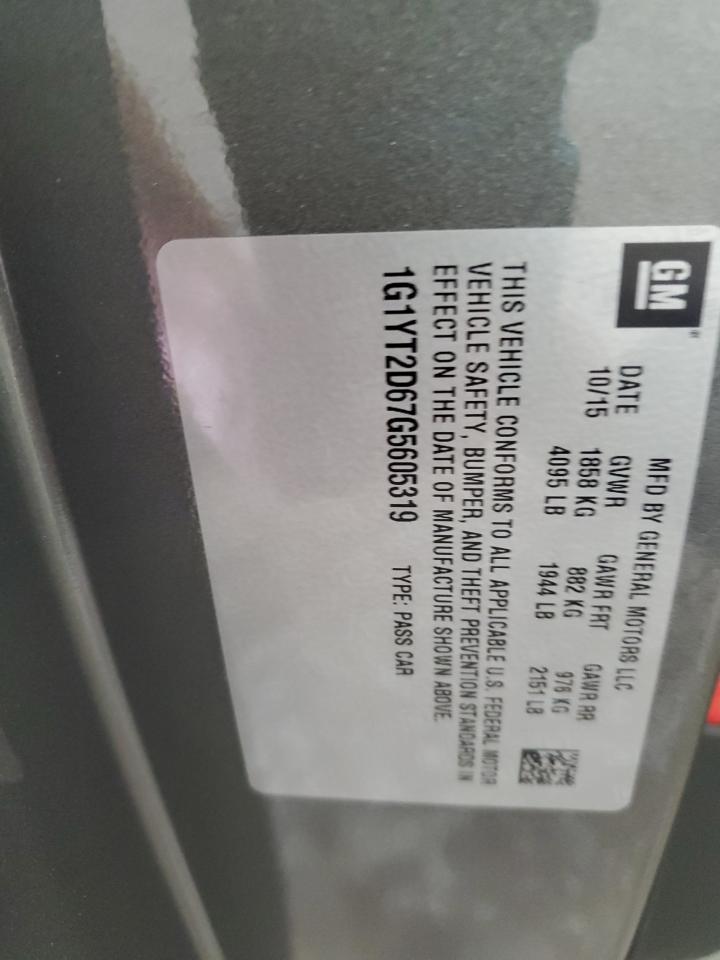 GM®
MFD BY GENERAL MOTORS LLC
DATE GVWR GAWR FRT GAWR RR
10/15 1858 KG 882 KG 976 KG
4095 LB 1944 LB 2151 LB
THIS VEHICLE CONFORMS TO ALL APPLICABLE U.S. FEDERAL MOTOR
VEHICLE SAFETY, BUMPER, AND THEFT PREVENTION STANDARDS IN
EFFECT ON THE DATE OF MANUFACTURE SHOWN ABOVE.
1G1YT2D67G5605319 TYPE: PASS CAR